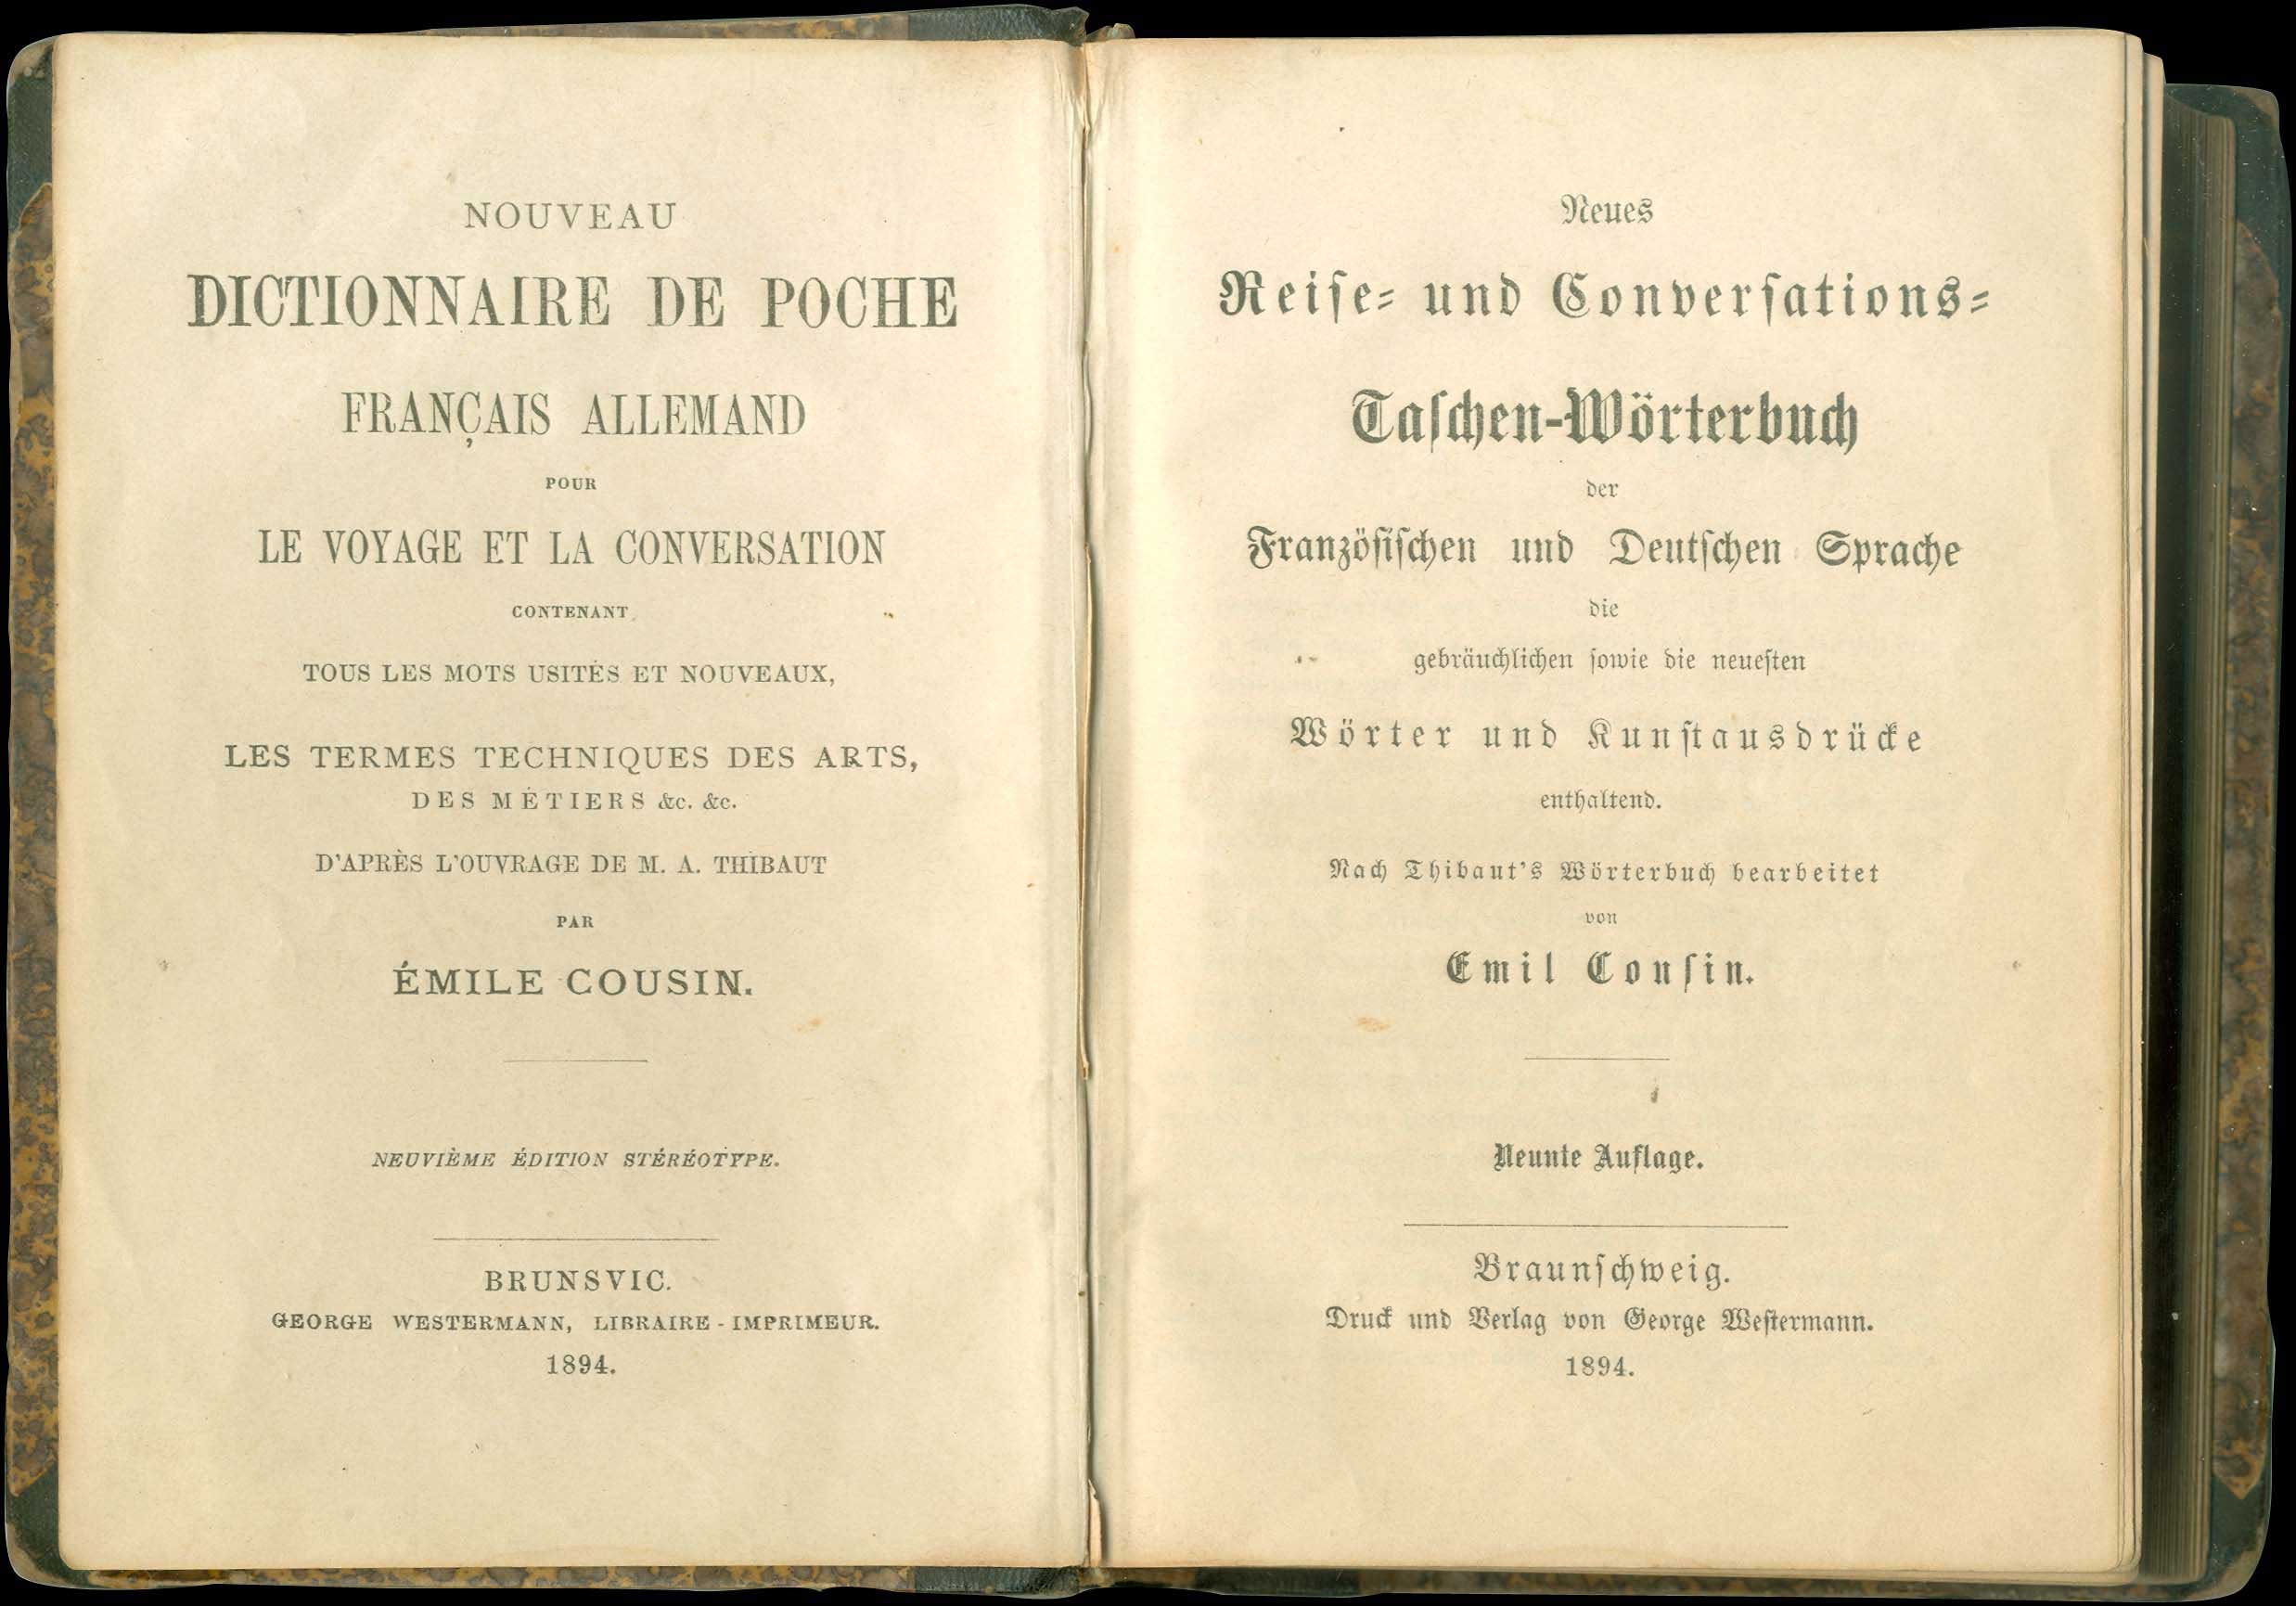 NOUVEAU
DICTIONNAIRE DE POCHE
FRANÇAIS ALLEMAND
POUR
LE VOYAGE ET LA CONVERSATION
CONTENANT
TOUS LES MOTS USITÉS ET NOUVEAUX,
LES TERMES TECHNIQUES DES ARTS,
DES MÉTIERS &c. &c.
D'APRÈS L'OUVRAGE DE M. A. THIBAUT
PAR
ÉMILE COUSIN.
NEUVIÈME ÉDITION STÉRÉOTYPE.
BRUNSVIC.
GEORGE WESTERMANN, LIBRAIRE-IMPRIMEUR.
1894.
Neues
Reiſe- und Converſations-
Taſchen-Wörterbuch
der
Franzöſiſchen und Deutſchen Sprache
die
gebräuchlichen ſowie die neueſten
Wörter und Kunſtausdrücke
enthaltend.
Nach Thibaut's Wörterbuch bearbeitet
von
Emil Couſin.
Neunte Auflage.
Braunſchweig.
Druck und Verlag von George Weſtermann.
1894.